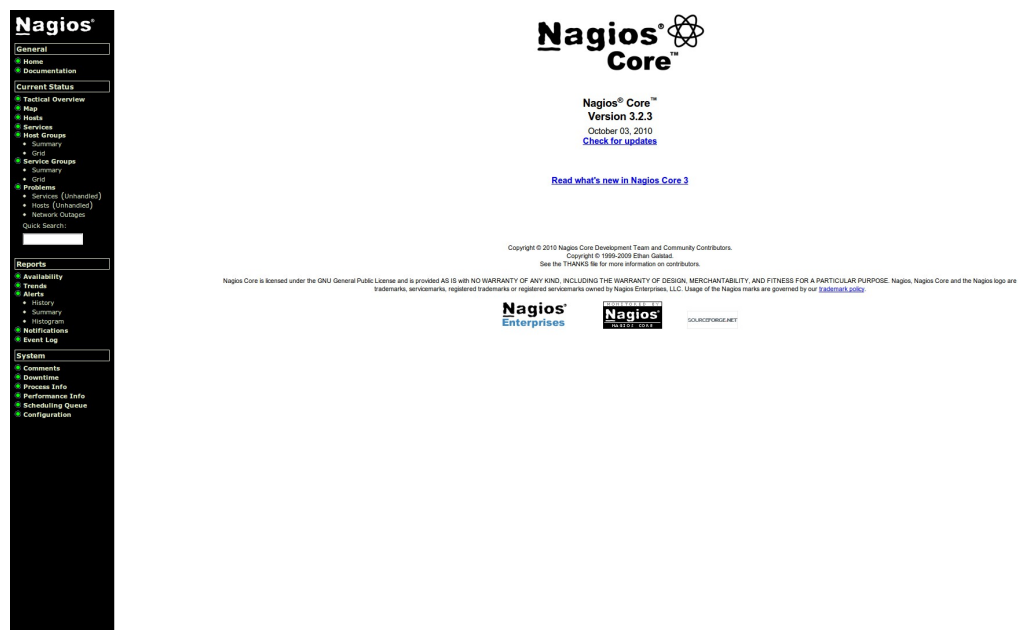 Nagios®
General
Home
Documentation
Current Status
Tactical Overview
Map
Hosts
Services
Host Groups
Summary
Grid
Service Groups
Summary
Grid
Problems
Services (Unhandled)
Hosts (Unhandled)
Network Outages
Quick Search:
Reports
Availability
Trends
Alerts
History
Summary
Histogram
Notifications
Event Log
System
Comments
Downtime
Process Info
Performance Info
Scheduling Queue
Configuration
Nagios®
Core™
Nagios® Core™
Version 3.2.3
October 03, 2010
Check for updates
Read what's new in Nagios Core 3
Copyright © 2010 Nagios Core Development Team and Community Contributors.
Copyright © 1999-2009 Ethan Galstad.
See the THANKS file for more information on contributors.
Nagios Core is licensed under the GNU General Public License and is provided AS IS with NO WARRANTY OF ANY KIND, INCLUDING THE WARRANTY OF DESIGN, MERCHANTABILITY, AND FITNESS FOR A PARTICULAR PURPOSE. Nagios, Nagios Core and the Nagios logo are
trademarks, servicemarks, registered trademarks or registered servicemarks owned by Nagios Enterprises, LLC. Usage of the Nagios marks are governed by our trademark policy.
Nagios®
Enterprises
MONITORED BY
Nagios®
NAGIOS CORE
SOURCEFORGE.NET